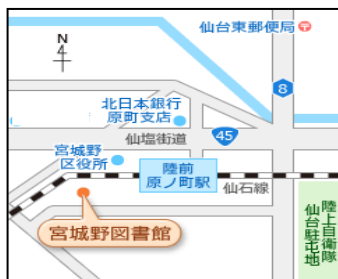 仙台東郵便局
N
4
8
北日本銀行
原町支店
仙塩街道
45
宮城野
区役所
陸前
原ノ町駅
仙石線
宮城野図書館
陸上自衛隊
仙台駐屯地